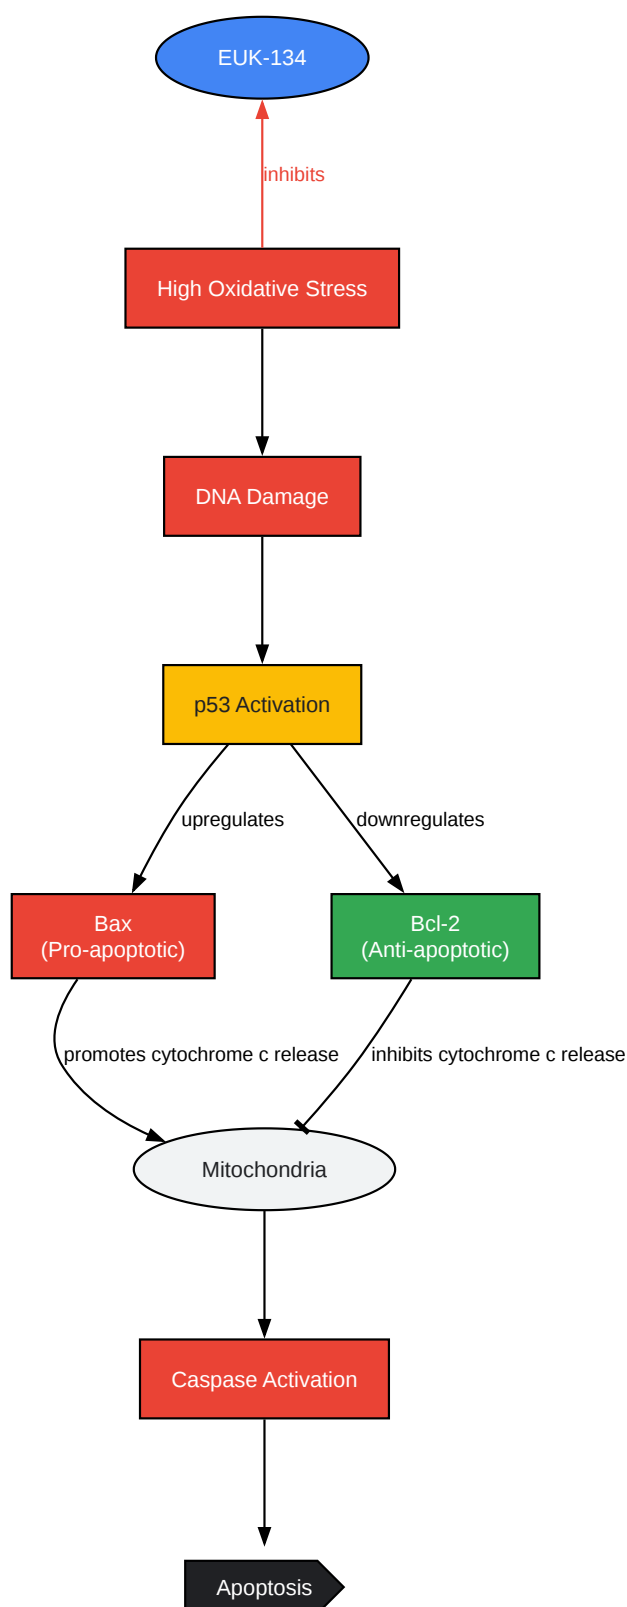 EUK-134
inhibits
High Oxidative Stress
DNA Damage
p53 Activation
upregulates
downregulates
Bax
(Pro-apoptotic)
Bcl-2
(Anti-apoptotic)
promotes cytochrome c release
inhibits cytochrome c release
Mitochondria
Caspase Activation
Apoptosis